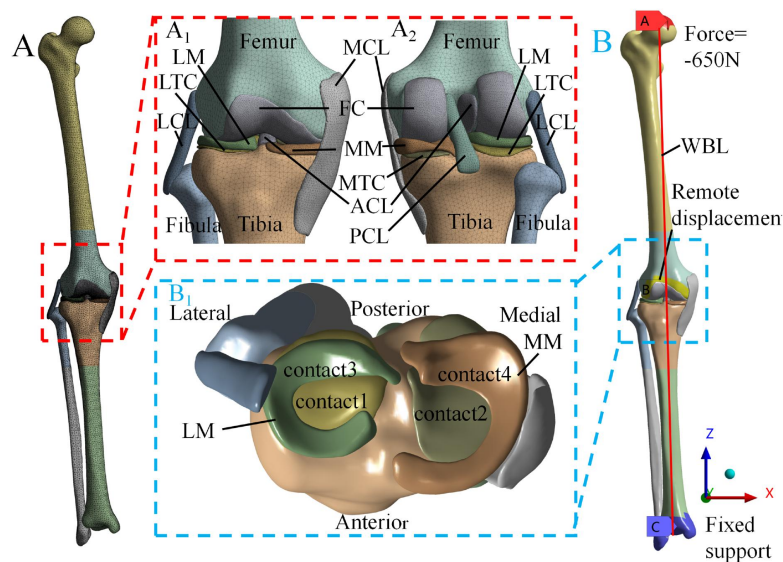 A
A1
Femur
LM
LTC
LCL
Fibula
Tibia
MCL
FC
MM
MTC
ACL
PCL
A2
Femur
LM
LTC
LCL
Tibia
Fibula
B
A
Force=
-650N
WBL
Remote
displacement
B
B1
Lateral
Posterior
Medial
MM
contact3
contact4
contact1
contact2
LM
Anterior
Z
Y
X
C
Fixed
support